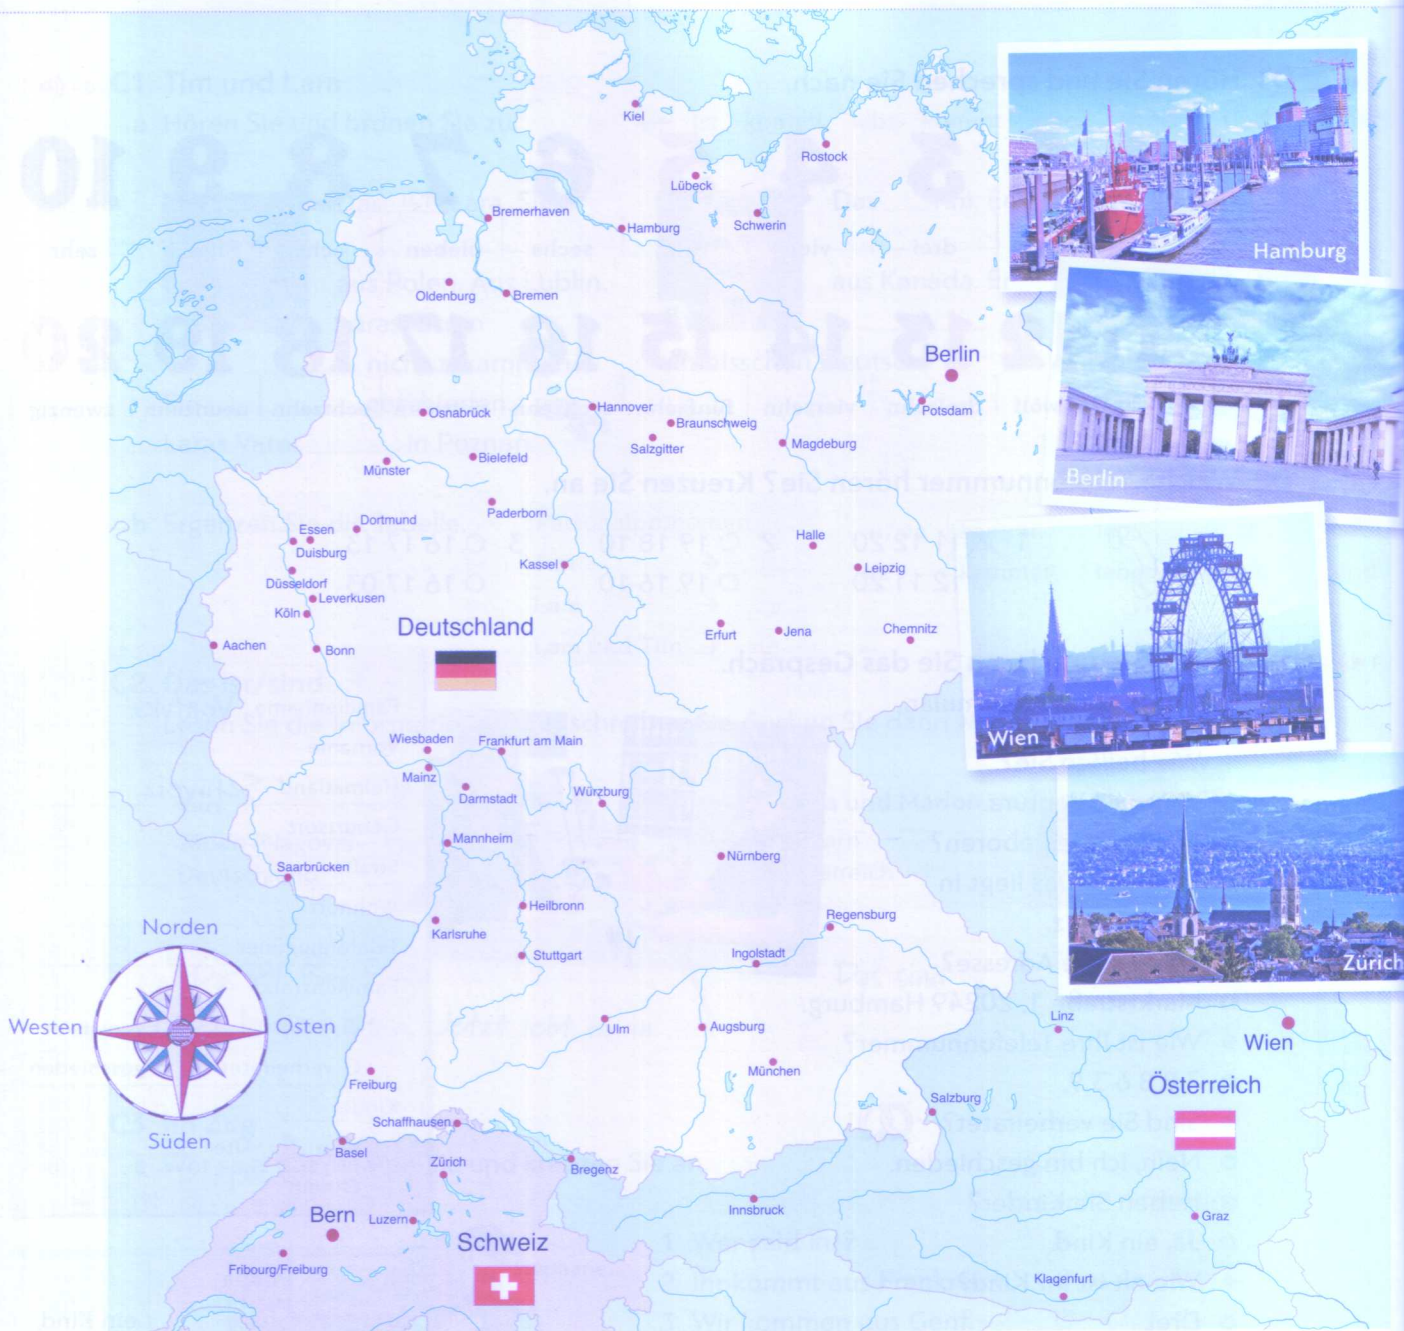 Kiel
Rostock
Lübeck
Bremerhaven
Hamburg
Schwerin
Hamburg
Oldenburg
Bremen
Berlin
Potsdam
Osnabrück
Hannover
Braunschweig
Salzgitter
Magdeburg
Berlin
Münster
Bielefeld
Paderborn
Dortmund
Essen
Duisburg
Halle
Kassel
Leipzig
Düsseldorf
Leverkusen
Köln
Deutschland
Erfurt
Jena
Chemnitz
Aachen
Bonn
Wien
Wiesbaden
Frankfurt am Main
Mainz
Darmstadt
Würzburg
Mannheim
Nürnberg
Saarbrücken
Heilbronn
Regensburg
Karlsruhe
Stuttgart
Ingolstadt
Zürich
Norden
Westen
Osten
Süden
Ulm
Augsburg
Linz
Wien
München
Freiburg
Österreich
Salzburg
Schaffhausen
Basel
Zürich
Bregenz
Bern
Luzern
Innsbruck
Graz
Schweiz
Fribourg/Freiburg
Klagenfurt